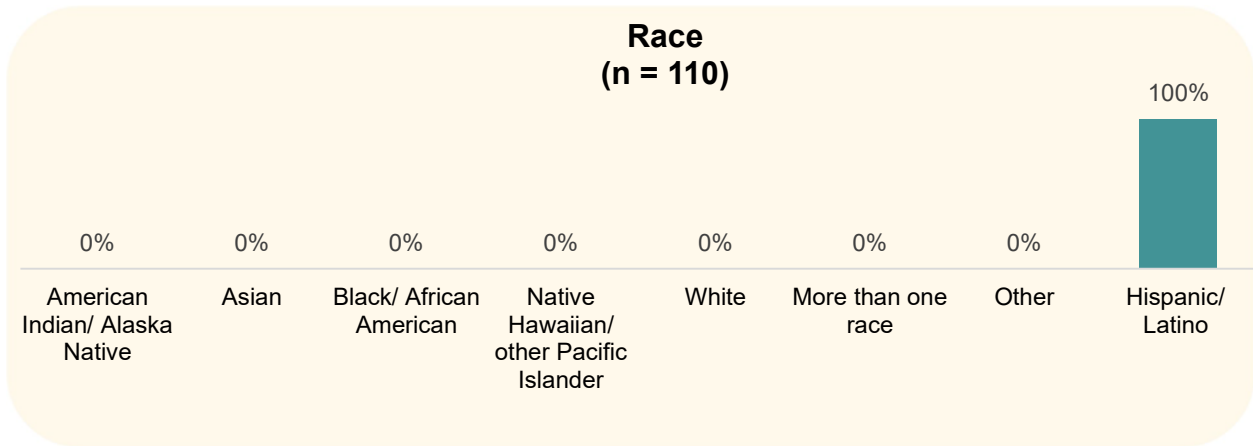 Race
(n = 110)
100%
0%
0%
0%
0%
0%
0%
0%
American
Indian/ Alaska
Native
Asian
Black/ African
American
Native
Hawaiian/
other Pacific
Islander
White
More than one
race
Other
Hispanic/
Latino